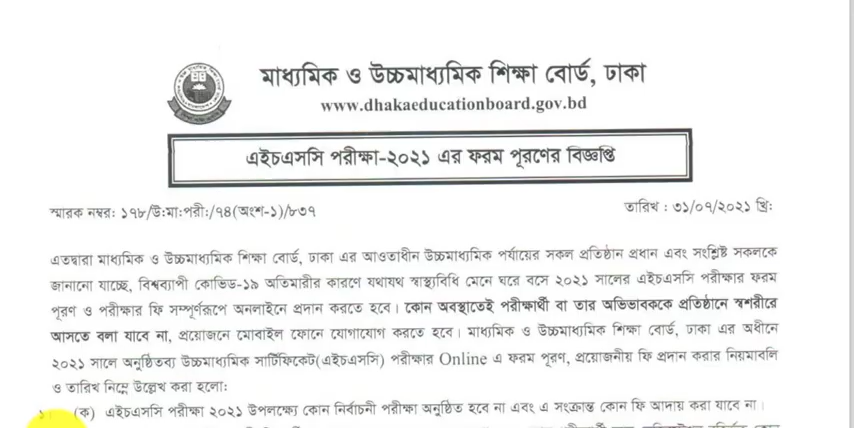 মাধ্যমিক ও উচ্চমাধ্যমিক শিক্ষা বোর্ড, ঢাকা
www.dhakaeducationboard.gov.bd
এইচএসসি পরীক্ষা-২০২১ এর ফরম পূরণের বিজ্ঞপ্তি
স্মারক নম্বর: ১৭৮/উ:মা:পরী:/৭৪(অংশ-১)/৮৩৭
তারিখ : ৩১/০৭/২০২১ খ্রি:
এতদ্বারা মাধ্যমিক ও উচ্চমাধ্যমিক শিক্ষা বোর্ড, ঢাকা এর আওতাধীন উচ্চমাধ্যমিক পর্যায়ের সকল প্রতিষ্ঠান প্রধান এবং সংশ্লিষ্ট সকলকে
জানানো যাচ্ছে, বিশ্বব্যাপী কোভিড-১৯ অতিমারীর কারণে যথাযথ স্বাস্থ্যবিধি মেনে ঘরে বসে ২০২১ সালের এইচএসসি পরীক্ষার ফরম
পূরণ ও পরীক্ষার ফি সম্পূর্ণরূপে অনলাইনে প্রদান করতে হবে। কোন অবস্থাতেই পরীক্ষার্থী বা তার অভিভাবককে প্রতিষ্ঠানে স্বশরীরে
আসতে বলা যাবে না, প্রয়োজনে মোবাইল ফোনে যোগাযোগ করতে হবে। মাধ্যমিক ও উচ্চমাধ্যমিক শিক্ষা বোর্ড, ঢাকা এর অধীনে
২০২১ সালে অনুষ্ঠিতব্য উচ্চমাধ্যমিক সার্টিফিকেট(এইচএসসি) পরীক্ষার Online এ ফরম পূরণ, প্রয়োজনীয় ফি প্রদান করার নিয়মাবলি
ও তারিখ নিম্নে উল্লেখ করা হলো:
১। (ক) এইচএসসি পরীক্ষা ২০২১ উপলক্ষ্যে কোন নির্বাচনী পরীক্ষা অনুষ্ঠিত হবে না এবং এ সংক্রান্ত কোন ফি আদায় করা যাবে না।